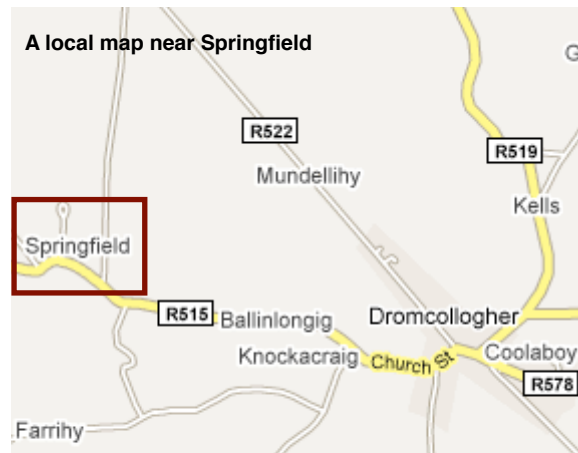 A local map near Springfield
G
R522
R519
Mundellihy
Kells
Springfield
R515
Ballinlongig
Dromcollogher
Knockacraig
Church St
Coolaboy
R578
Farrihy